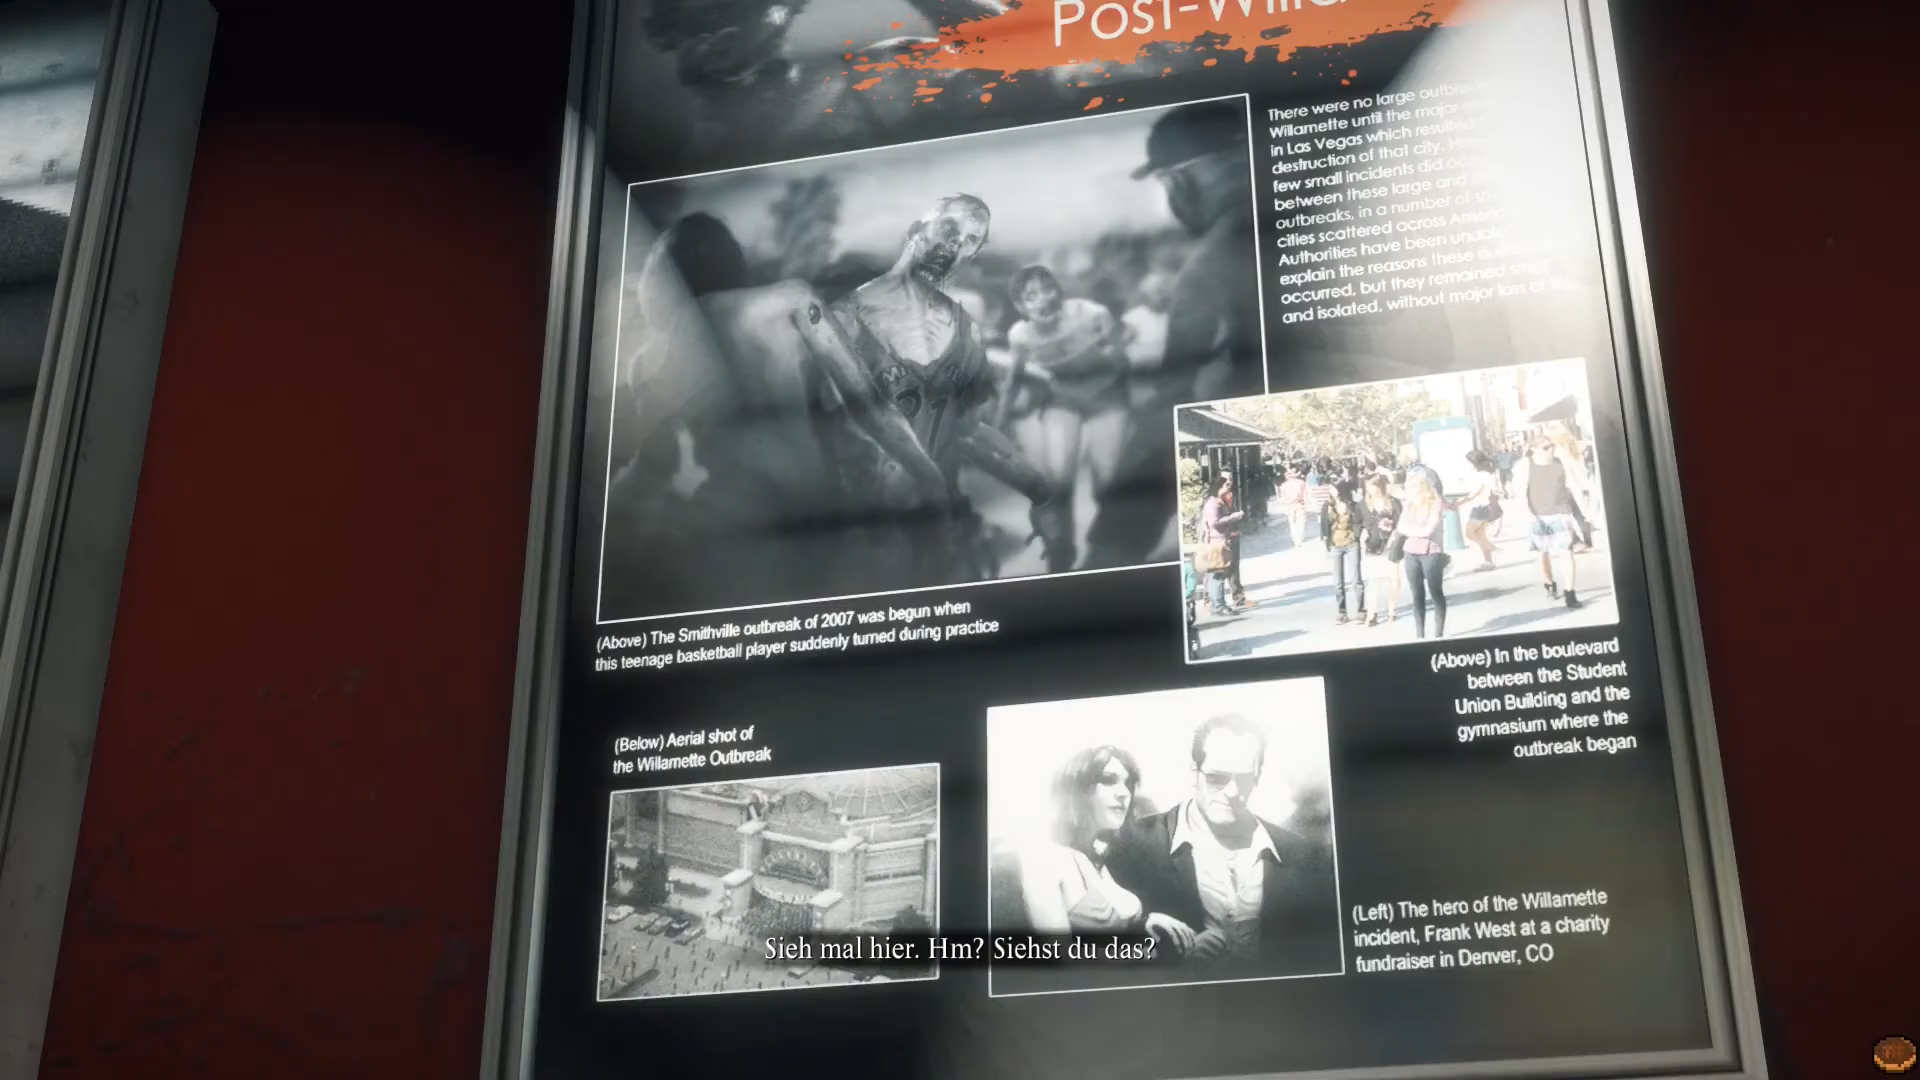 Post-Willa
There were no large outbreaks
Willamette until the major
in Las Vegas which resulted
destruction of that city.
few small incidents did
between these large and
outbreaks, in a number of
cities scattered across
Authorities have been unable
explain the reasons these
occurred, but they remained
and isolated, without major loss of
(Above) The Smithville outbreak of 2007 was begun when
this teenage basketball player suddenly turned during practice
(Above) In the boulevard
between the Student
Union Building and the
gymnasium where the
outbreak began
(Below) Aerial shot of
the Willamette Outbreak
(Left) The hero of the Willamette
incident, Frank West at a charity
fundraiser in Denver, CO
21
Sieh mal hier. Hm? Siehst du das?